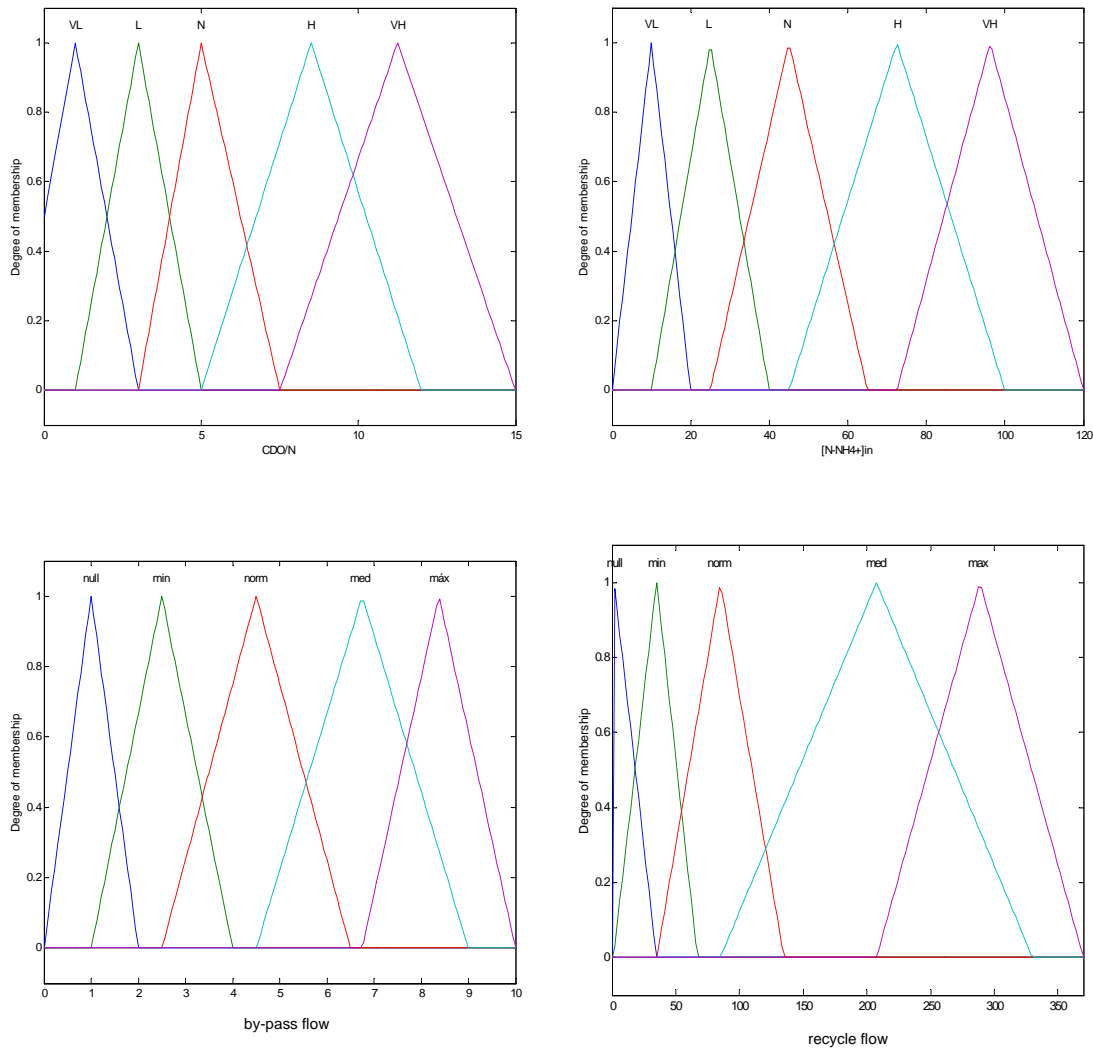 VL L N H VH
1
0.8
0.6
0.4
0.2
0
Degree of membership
0 5 10 15
CDO/N
VL L N H VH
1
0.8
0.6
0.4
0.2
0
Degree of membership
0 20 40 60 80 100 120
[N-NH4+]in
null min norm med máx
1
0.8
0.6
0.4
0.2
0
Degree of membership
0 1 2 3 4 5 6 7 8 9 10
by-pass flow
null min norm med max
1
0.8
0.6
0.4
0.2
0
Degree of membership
0 50 100 150 200 250 300 350
recycle flow